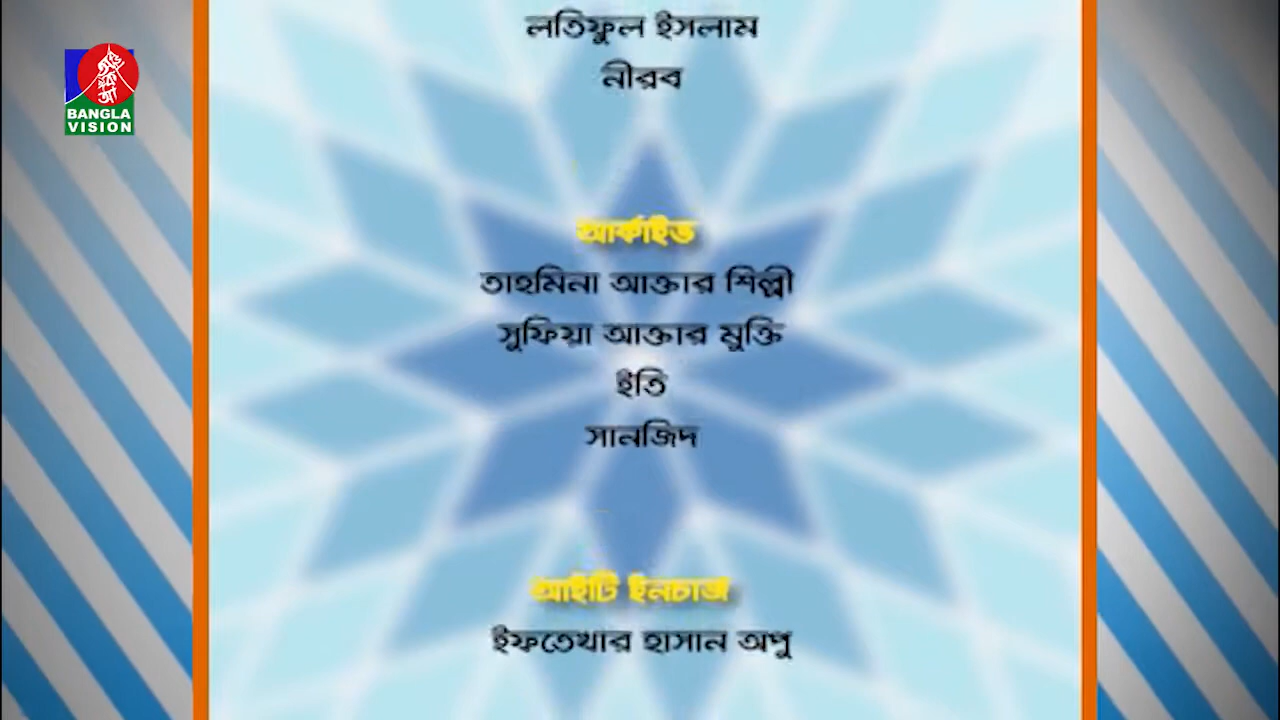 BANGLA
VISION
লতিফুল ইসলাম
নীরব
আর্কাইভ
তাহমিনা আক্তার শিল্পী
সুফিয়া আক্তার মুক্তি
ইতি
সানজিদ
আইটি ইনচার্জ
ইফতেখার হাসান অপু